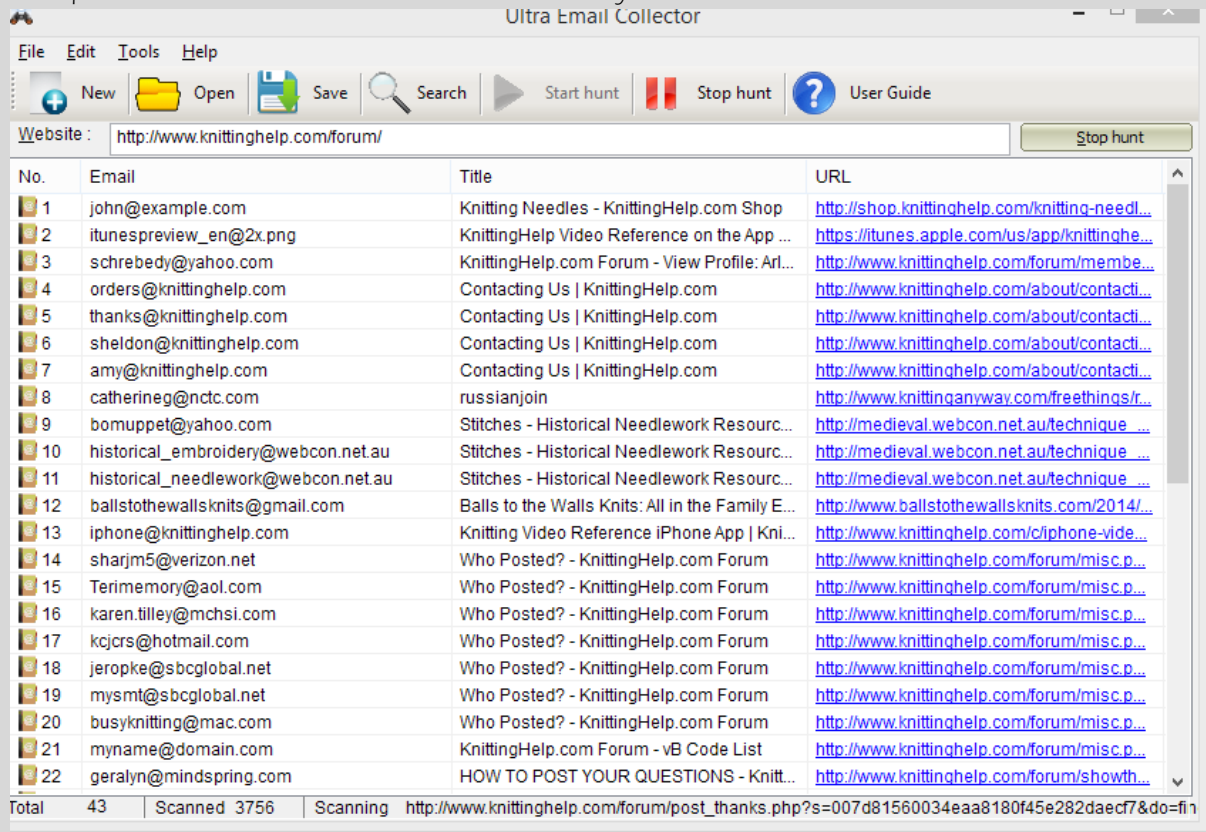 Ultra Email Collector
File Edit Tools Help
New Open Save Search Start hunt Stop hunt User Guide
Website : http://www.knittinghelp.com/forum/ Stop hunt
No. Email Title URL
1 john@example.com Knitting Needles - KnittingHelp.com Shop http://shop.knittinghelp.com/knitting-needl...
2 itunespreview_en@2x.png KnittingHelp Video Reference on the App ... https://itunes.apple.com/us/app/knittinghe...
3 schrebedy@yahoo.com KnittingHelp.com Forum - View Profile: Arl... http://www.knittinghelp.com/forum/membe...
4 orders@knittinghelp.com Contacting Us | KnittingHelp.com http://www.knittinghelp.com/about/contacti...
5 thanks@knittinghelp.com Contacting Us | KnittingHelp.com http://www.knittinghelp.com/about/contacti...
6 sheldon@knittinghelp.com Contacting Us | KnittingHelp.com http://www.knittinghelp.com/about/contacti...
7 amy@knittinghelp.com Contacting Us | KnittingHelp.com http://www.knittinghelp.com/about/contacti...
8 catherineg@nctc.com russianjoin http://www.knittinganyway.com/freethings/r...
9 bomuppet@yahoo.com Stitches - Historical Needlework Resourc... http://medieval.webcon.net.au/technique_...
10 historical_embroidery@webcon.net.au Stitches - Historical Needlework Resourc... http://medieval.webcon.net.au/technique_...
11 historical_needlework@webcon.net.au Stitches - Historical Needlework Resourc... http://medieval.webcon.net.au/technique_...
12 ballstothewallsknits@gmail.com Balls to the Walls Knits: All in the Family E... http://www.ballstothewallsknits.com/2014/...
13 iphone@knittinghelp.com Knitting Video Reference iPhone App | Kni... http://www.knittinghelp.com/c/iphone-vide...
14 sharjm5@verizon.net Who Posted? - KnittingHelp.com Forum http://www.knittinghelp.com/forum/misc.p...
15 Terimemory@aol.com Who Posted? - KnittingHelp.com Forum http://www.knittinghelp.com/forum/misc.p...
16 karen.tilley@mchsi.com Who Posted? - KnittingHelp.com Forum http://www.knittinghelp.com/forum/misc.p...
17 kcjcrs@hotmail.com Who Posted? - KnittingHelp.com Forum http://www.knittinghelp.com/forum/misc.p...
18 jeropke@sbcglobal.net Who Posted? - KnittingHelp.com Forum http://www.knittinghelp.com/forum/misc.p...
19 mysmt@sbcglobal.net Who Posted? - KnittingHelp.com Forum http://www.knittinghelp.com/forum/misc.p...
20 busyknitting@mac.com Who Posted? - KnittingHelp.com Forum http://www.knittinghelp.com/forum/misc.p...
21 myname@domain.com KnittingHelp.com Forum - vB Code List http://www.knittinghelp.com/forum/misc.p...
22 geralyn@mindspring.com HOW TO POST YOUR QUESTIONS - Knitt... http://www.knittinghelp.com/forum/showth...
Total 43 Scanned 3756 Scanning http://www.knittinghelp.com/forum/post_thanks.php?s=007d81560034eaa8180f45e282daecf7&do=fin